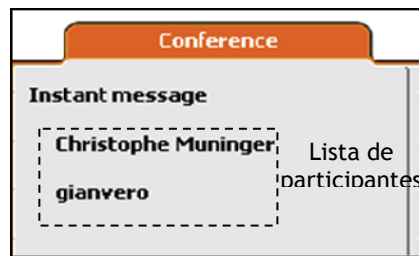 Conference
Instant message
Christophe Muninger
gianvero
Lista de
participantes